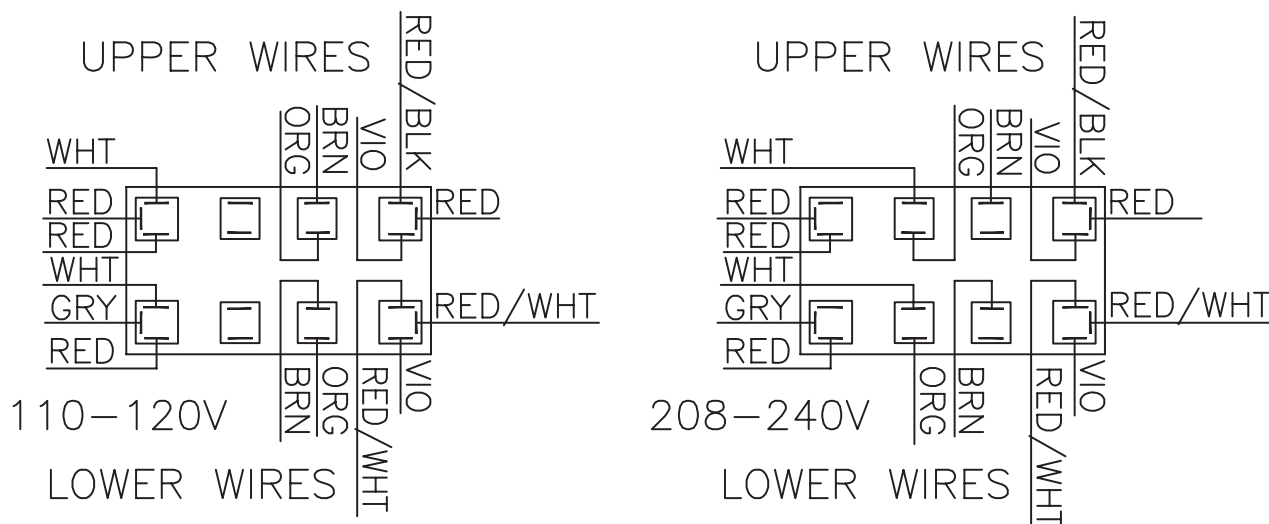 UPPER WIRES
RED/BLK
ORG
BRN
VIO
WHT
RED
RED
RED
WHT
GRY
RED/WHT
RED
BRN
ORG
RED/WHT
VIO
110-120V
LOWER WIRES
UPPER WIRES
RED/BLK
ORG
BRN
VIO
WHT
RED
RED
RED
WHT
GRY
RED/WHT
RED
ORG
BRN
RED/WHT
VIO
208-240V
LOWER WIRES